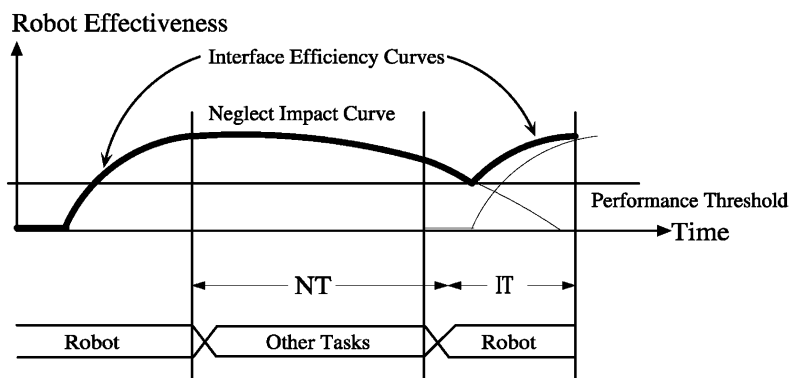 Robot Effectiveness
Interface Efficiency Curves
Neglect Impact Curve
Performance Threshold
Time
NT
IT
Robot
Other Tasks
Robot